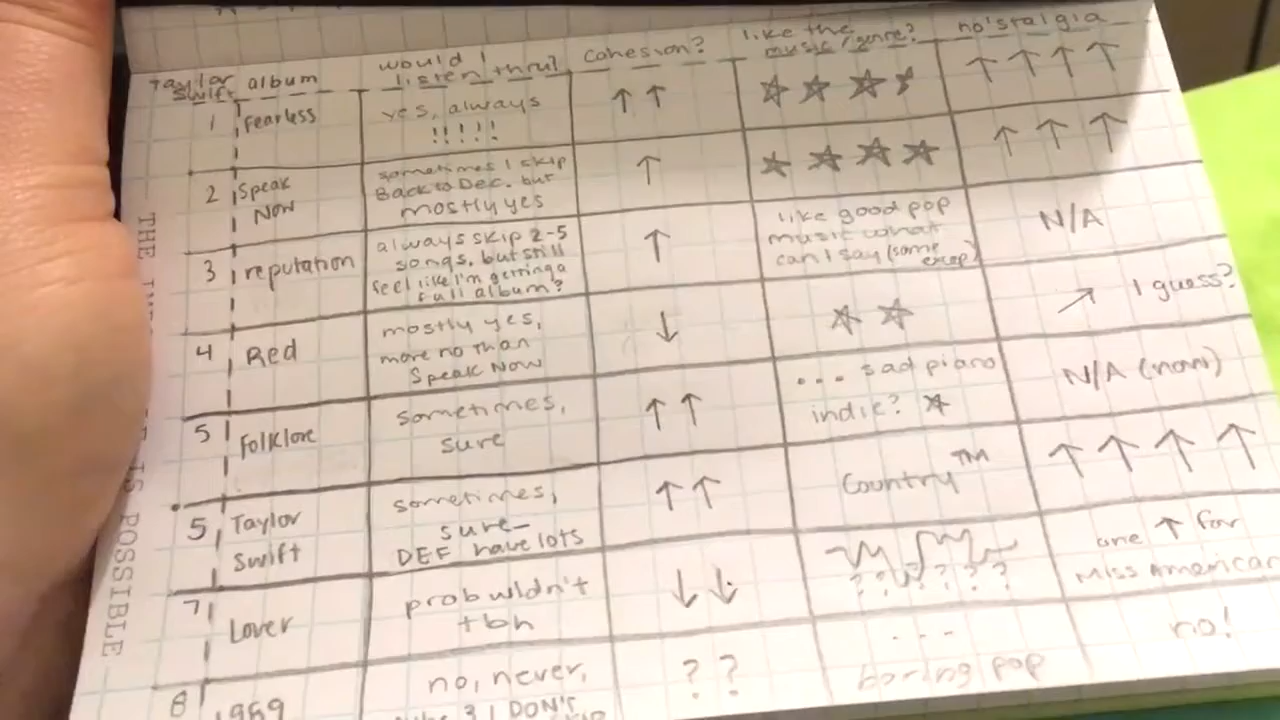 Taylor Swift album
would I listen thru?
cohesion?
like the music/genre?
nostalgia
1
Fearless
yes, always
!!!!!
↑↑
↑↑↑↑
2
Speak
Now
sometimes I skip
Back to Dec. but
mostly yes
↑
↑↑↑
3
reputation
always skip 2-5
songs, but still
feel like I'm getting a
full album?
↑
like good pop
music what
can I say (some
N/A
4
Red
mostly yes,
more no than
Speak Now
↓
↗ I guess?
5
Folklore
sometimes,
sure
↑↑
... sad piano
indie?
N/A (now)
5
Taylor
Swift
sometimes,
sure—
DEF have lots
↑↑
Country™
↑↑↑↑
7
Lover
prob wldn't
tbh
↓↓
? ? ? ? ? ?
one ↑ for
Miss American
8
1989
no, never,
I DON'T
? ?
- - -
boring pop
no!
THE
IS POSSIBLE